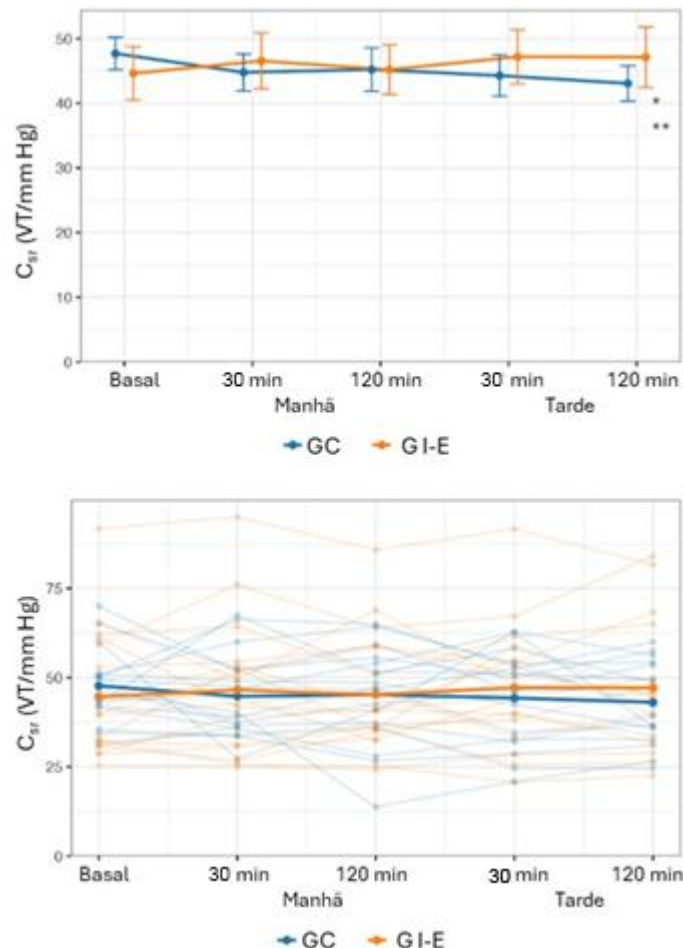 50
40
30
20
10
0
C_sr (VT/mm Hg)
*
**
Basal 30 min 120 min 30 min 120 min
Manhã Tarde
GC G I-E
75
50
25
0
C_sr (VT/mm Hg)
Basal 30 min 120 min 30 min 120 min
Manhã Tarde
GC G I-E